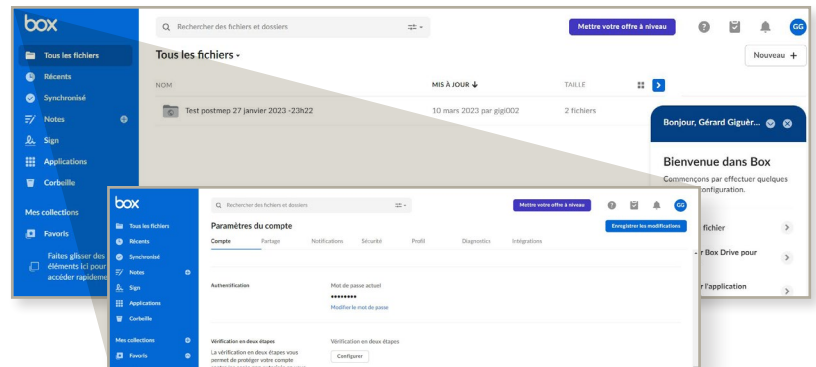 box
Rechercher des fichiers et dossiers
Mettre votre offre à niveau
GG
Tous les fichiers
Récents
Synchronisé
Notes
Sign
Applications
Corbeille
Mes collections
Favoris
Faites glisser des
éléments ici pour
accéder rapideme
Tous les fichiers
Nouveau +
NOM
MIS À JOUR
TAILLE
Test postmep 27 janvier 2023 -23h22
10 mars 2023 par gigi002
2 fichiers
Bonjour, Gérard Giguèr...
Bienvenue dans Box
Commençons par effectuer quelques
onfiguration.
fichier
r Box Drive pour
r l'application
box
Rechercher des fichiers et dossiers
Mettre votre offre à niveau
GG
Tous les fichiers
Récents
Synchronisé
Notes
Sign
Applications
Corbeille
Mes collections
Favoris
Paramètres du compte
Enregistrer les modifications
Compte Partage Notifications Sécurité Profil Diagnostics Intégrations
Authentification
Mot de passe actuel
••••••••
Modifier le mot de passe
Vérification en deux étapes
La vérification en deux étapes vous
permet de protéger votre compte
Vérification en deux étapes
Configurer